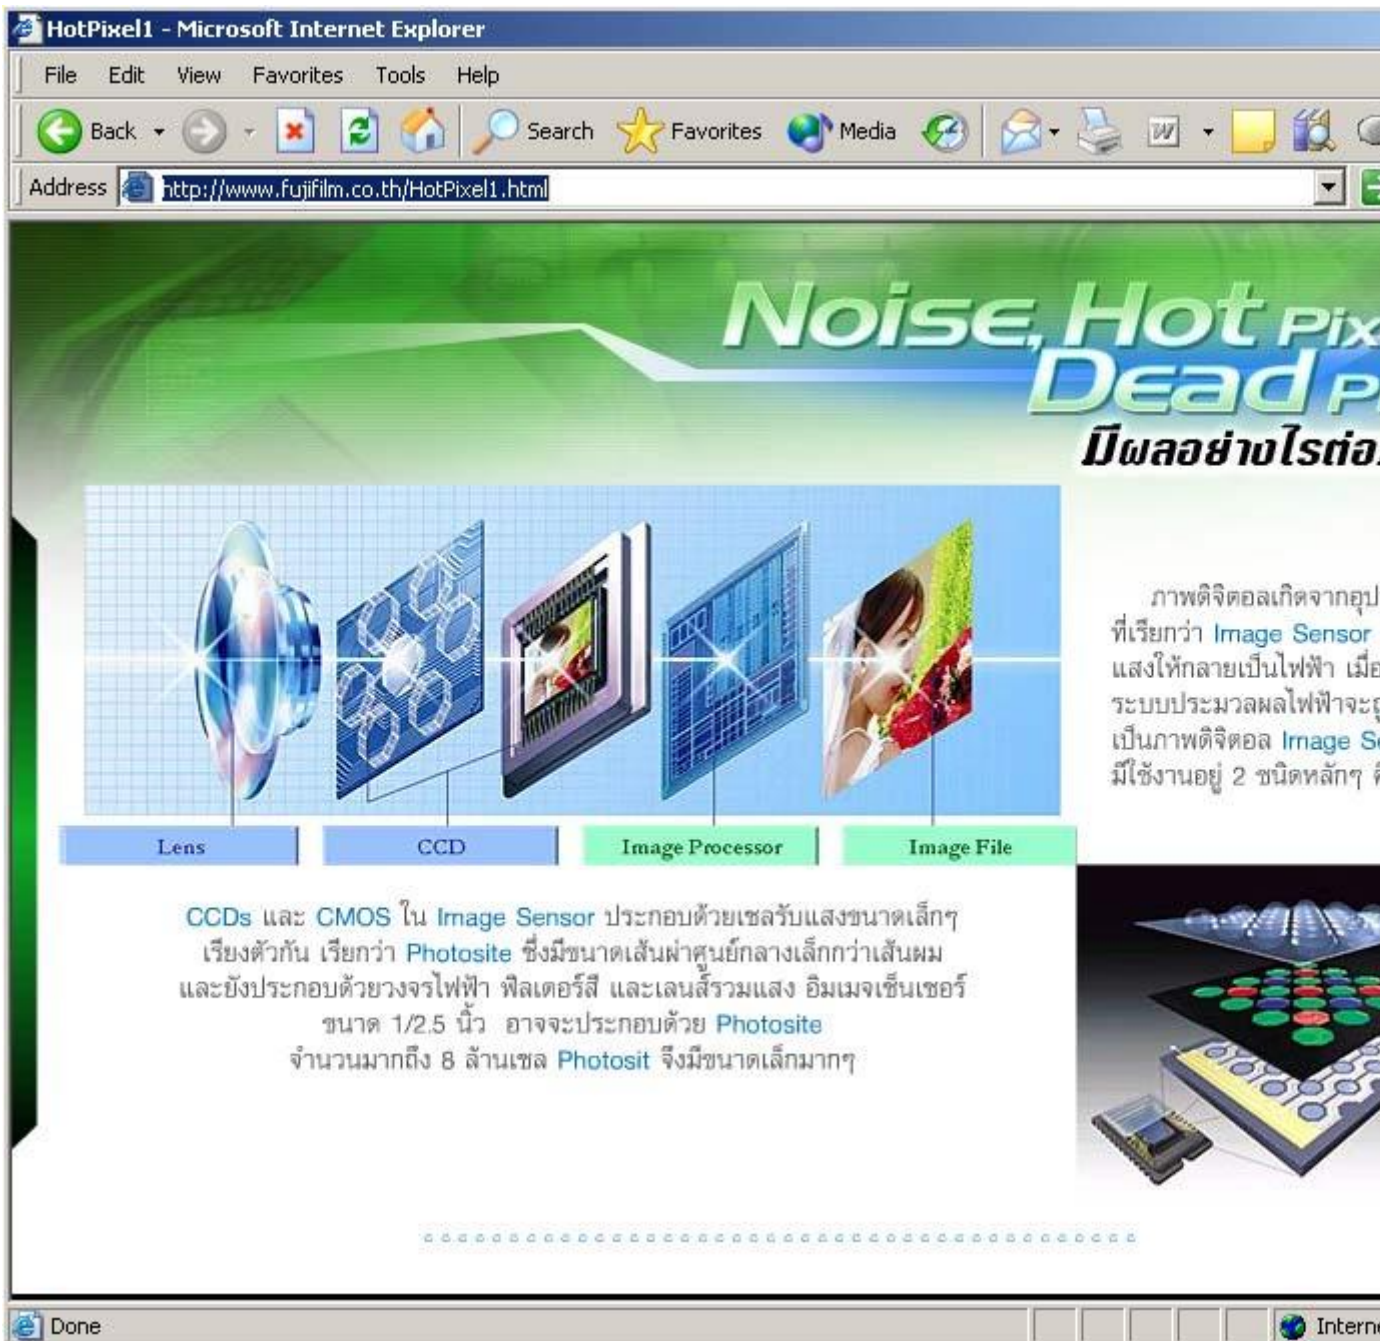 HotPixel1 - Microsoft Internet Explorer
File Edit View Favorites Tools Help
Back Search Favorites Media
Address http://www.fujifilm.co.th/HotPixel1.html
Noise, Hot Pix
Dead P
มีผลอย่างไรต่อ
ภาพดิจิตอลเกิดจากอุป
ที่เรียกว่า Image Sensor
แสงให้กลายเป็นไฟฟ้า เมื่อ
ระบบประมวลผลไฟฟ้าจะถู
เป็นภาพดิจิตอล Image Se
มีใช้งานอยู่ 2 ชนิดหลักๆ คื
Lens CCD Image Processor Image File
CCDs และ CMOS ใน Image Sensor ประกอบด้วยเซลรับแสงขนาดเล็กๆ
เรียงตัวกัน เรียกว่า Photosite ซึ่งมีขนาดเส้นผ่าศูนย์กลางเล็กกว่าเส้นผม
และยังประกอบด้วยวงจรไฟฟ้า ฟิลเตอร์สี และเลนส์รวมแสง อิมเมจเซ็นเซอร์
ขนาด 1/2.5 นิ้ว อาจจะประกอบด้วย Photosite
จำนวนมากถึง 8 ล้านเซล Photosit จึงมีขนาดเล็กมากๆ
Done Interne